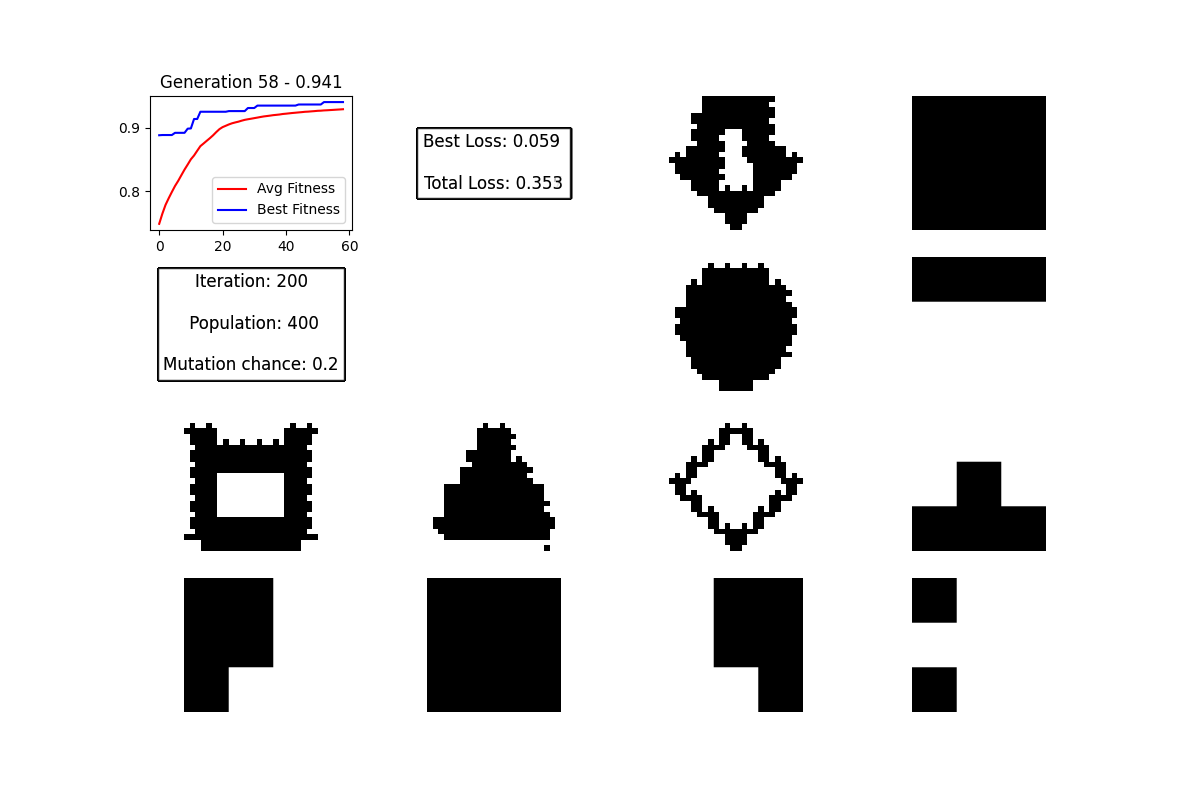 Generation 58 - 0.941
0.9
0.8
Avg Fitness
Best Fitness
0 20 40 60
Best Loss: 0.059
Total Loss: 0.353
Iteration: 200
Population: 400
Mutation chance: 0.2